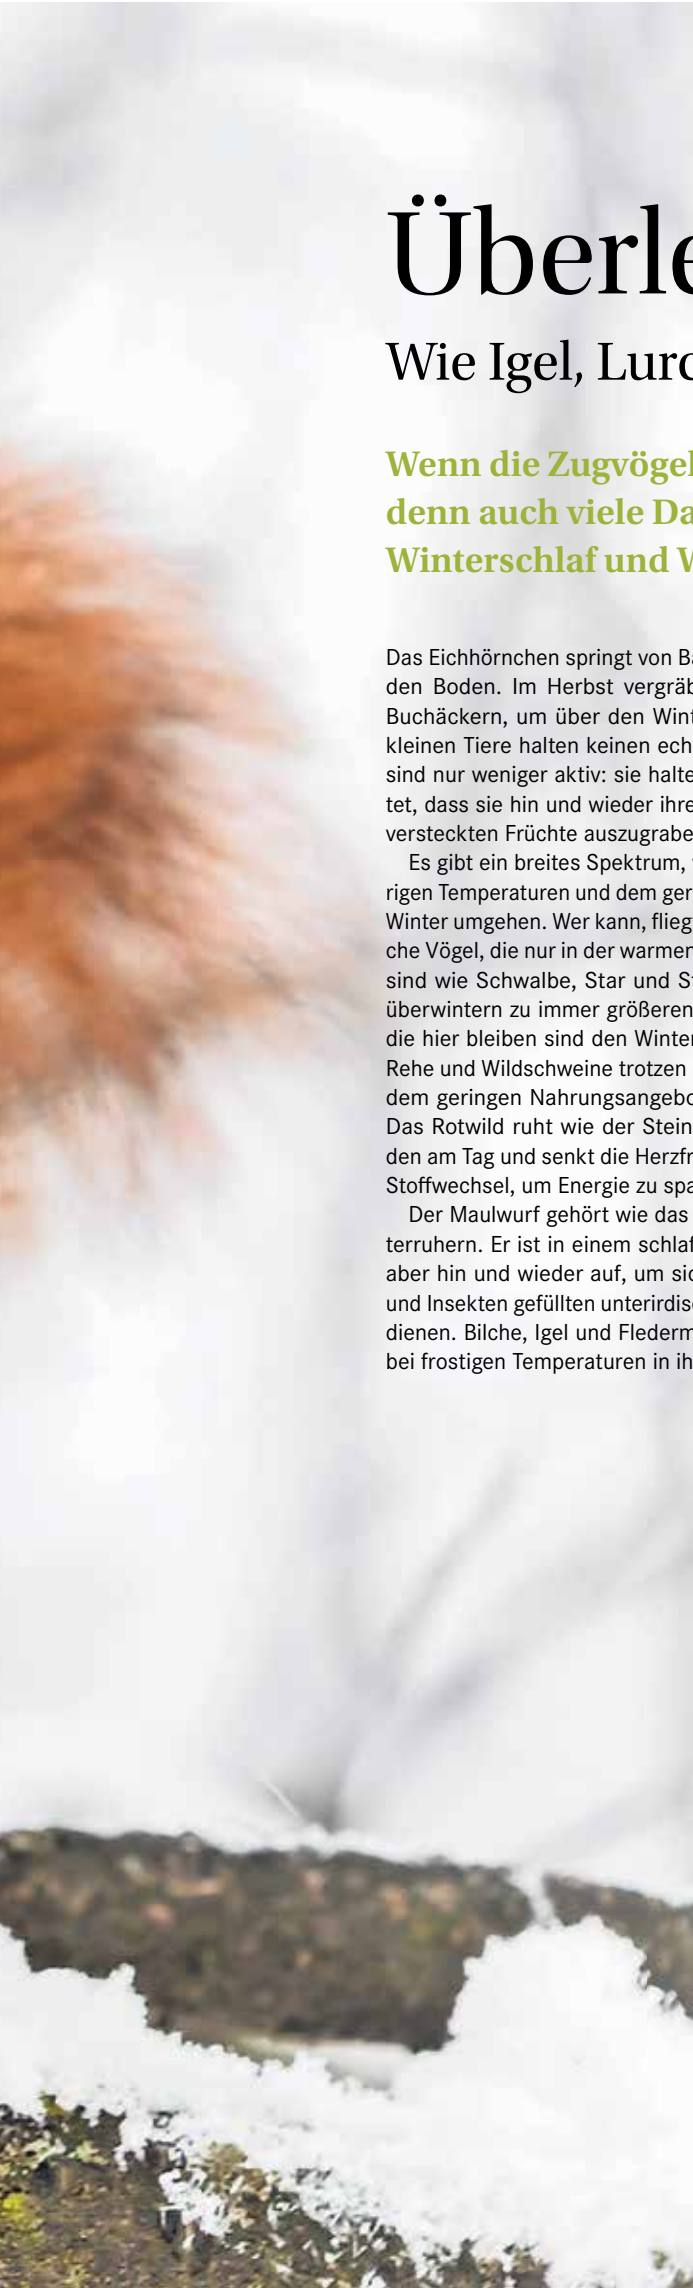 Überle
Wie Igel, Lurc
Wenn die Zugvögel
denn auch viele Da
Winterschlaf und W
Das Eichhörnchen springt von Ba
den Boden. Im Herbst vergräb
Buchäckern, um über den Wint
kleinen Tiere halten keinen ech
sind nur weniger aktiv: sie halte
tet, dass sie hin und wieder ihre
versteckten Früchte auszugrabe
Es gibt ein breites Spektrum,
rigen Temperaturen und dem ger
Winter umgehen. Wer kann, flieg
che Vögel, die nur in der warmen
sind wie Schwalbe, Star und St
überwintern zu immer größeren
die hier bleiben sind den Winter
Rehe und Wildschweine trotzen
dem geringen Nahrungsangebo
Das Rotwild ruht wie der Stein
den am Tag und senkt die Herzfr
Stoffwechsel, um Energie zu spa
Der Maulwurf gehört wie das
terruhern. Er ist in einem schlaf
aber hin und wieder auf, um sic
und Insekten gefüllten unterirdisc
dienen. Bilche, Igel und Flederm
bei frostigen Temperaturen in ih